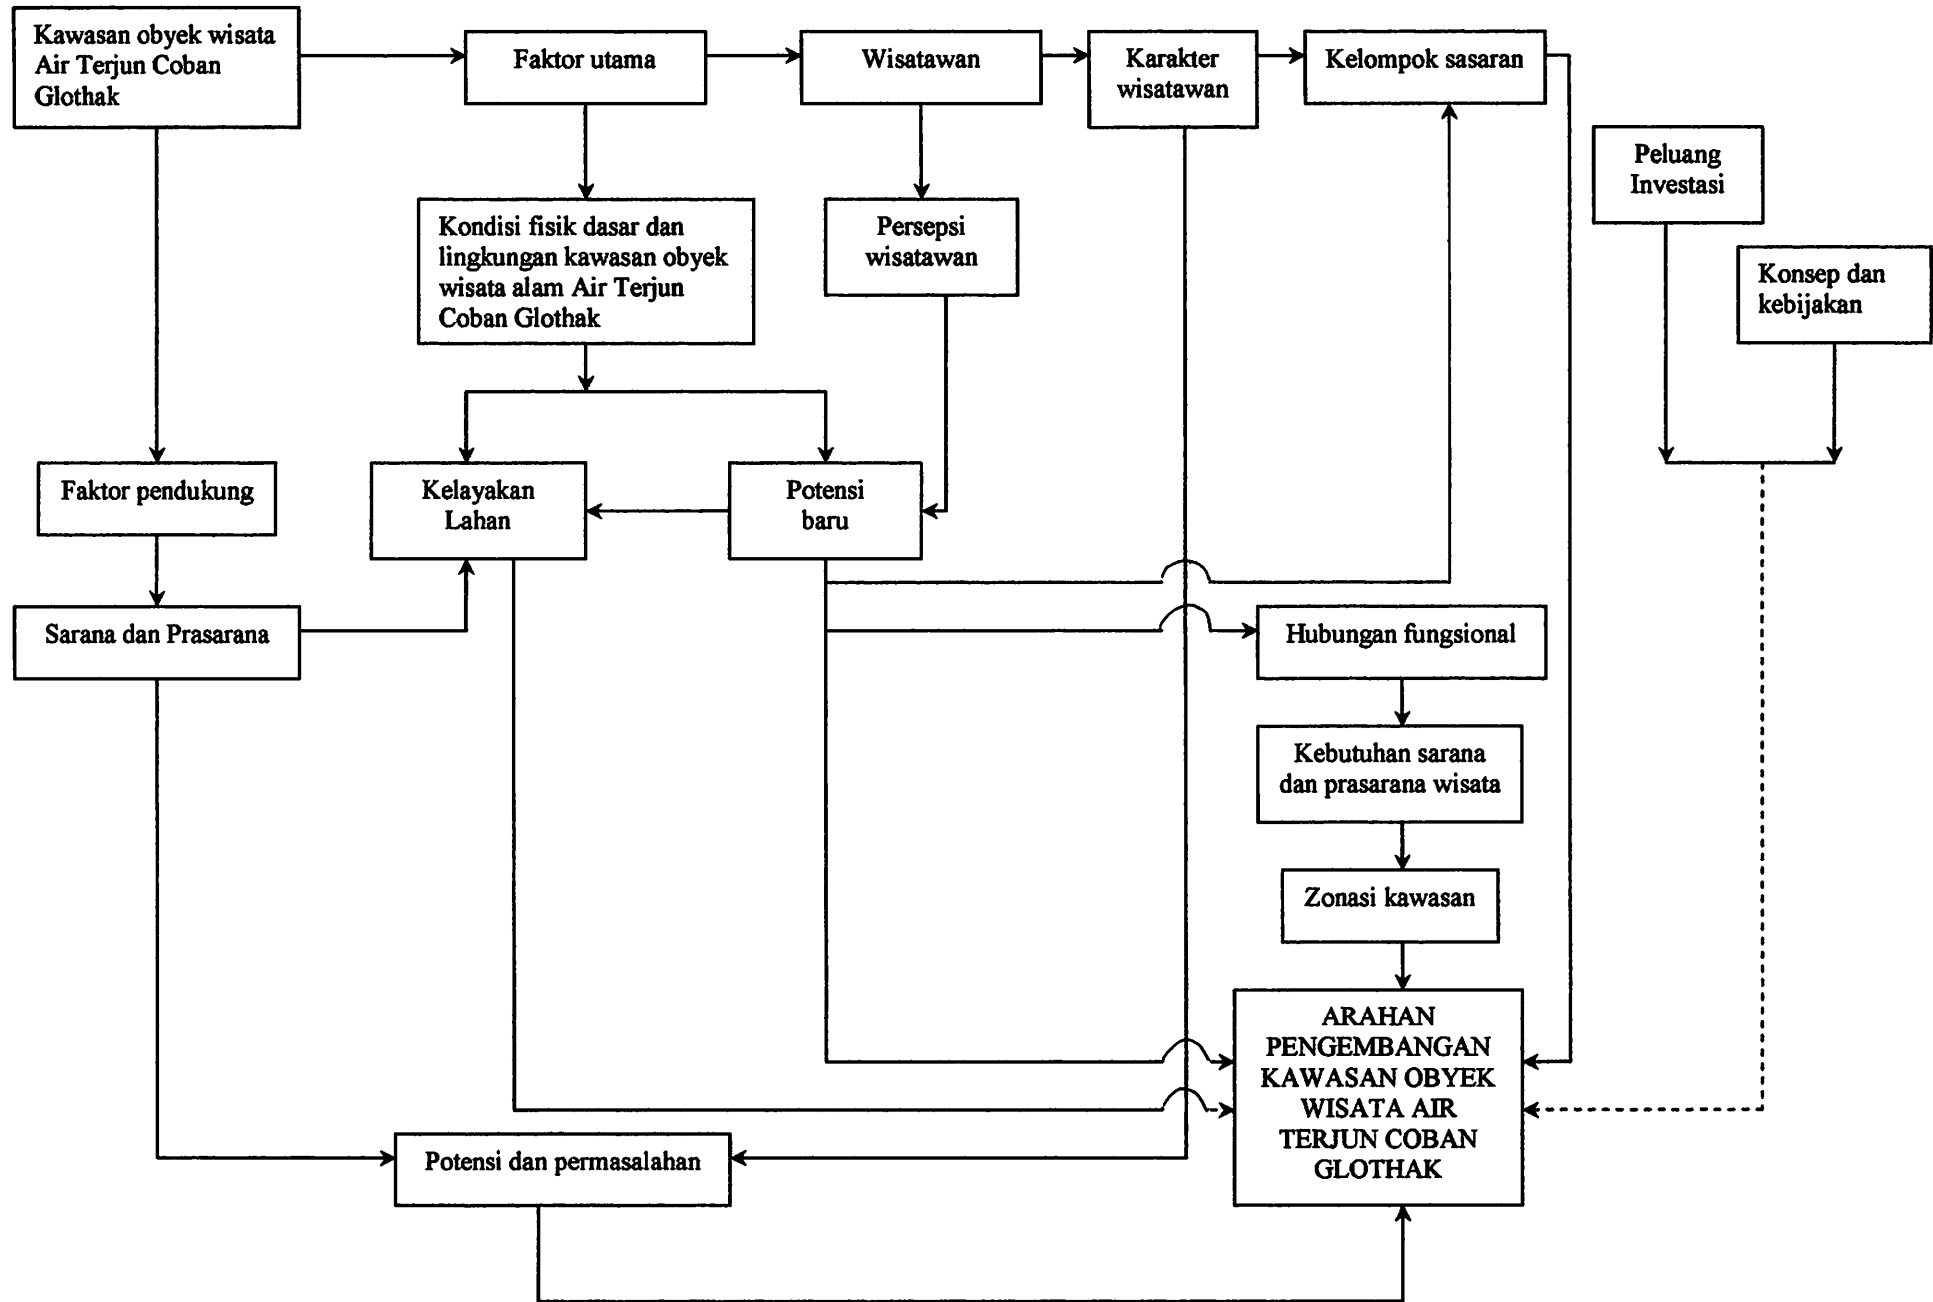 Kawasan obyek wisata
Air Terjun Coban
Glothak
Faktor utama
Wisatawan
Karakter
wisatawan
Kelompok sasaran
Peluang
Investasi
Kondisi fisik dasar dan
lingkungan kawasan obyek
wisata alam Air Terjun
Coban Glothak
Persepsi
wisatawan
Konsep dan
kebijakan
Faktor pendukung
Kelayakan
Lahan
Potensi
baru
Sarana dan Prasarana
Hubungan fungsional
Kebutuhan sarana
dan prasarana wisata
Zonasi kawasan
ARAHAN
PENGEMBANGAN
KAWASAN OBYEK
WISATA AIR
TERJUN COBAN
GLOTHAK
Potensi dan permasalahan